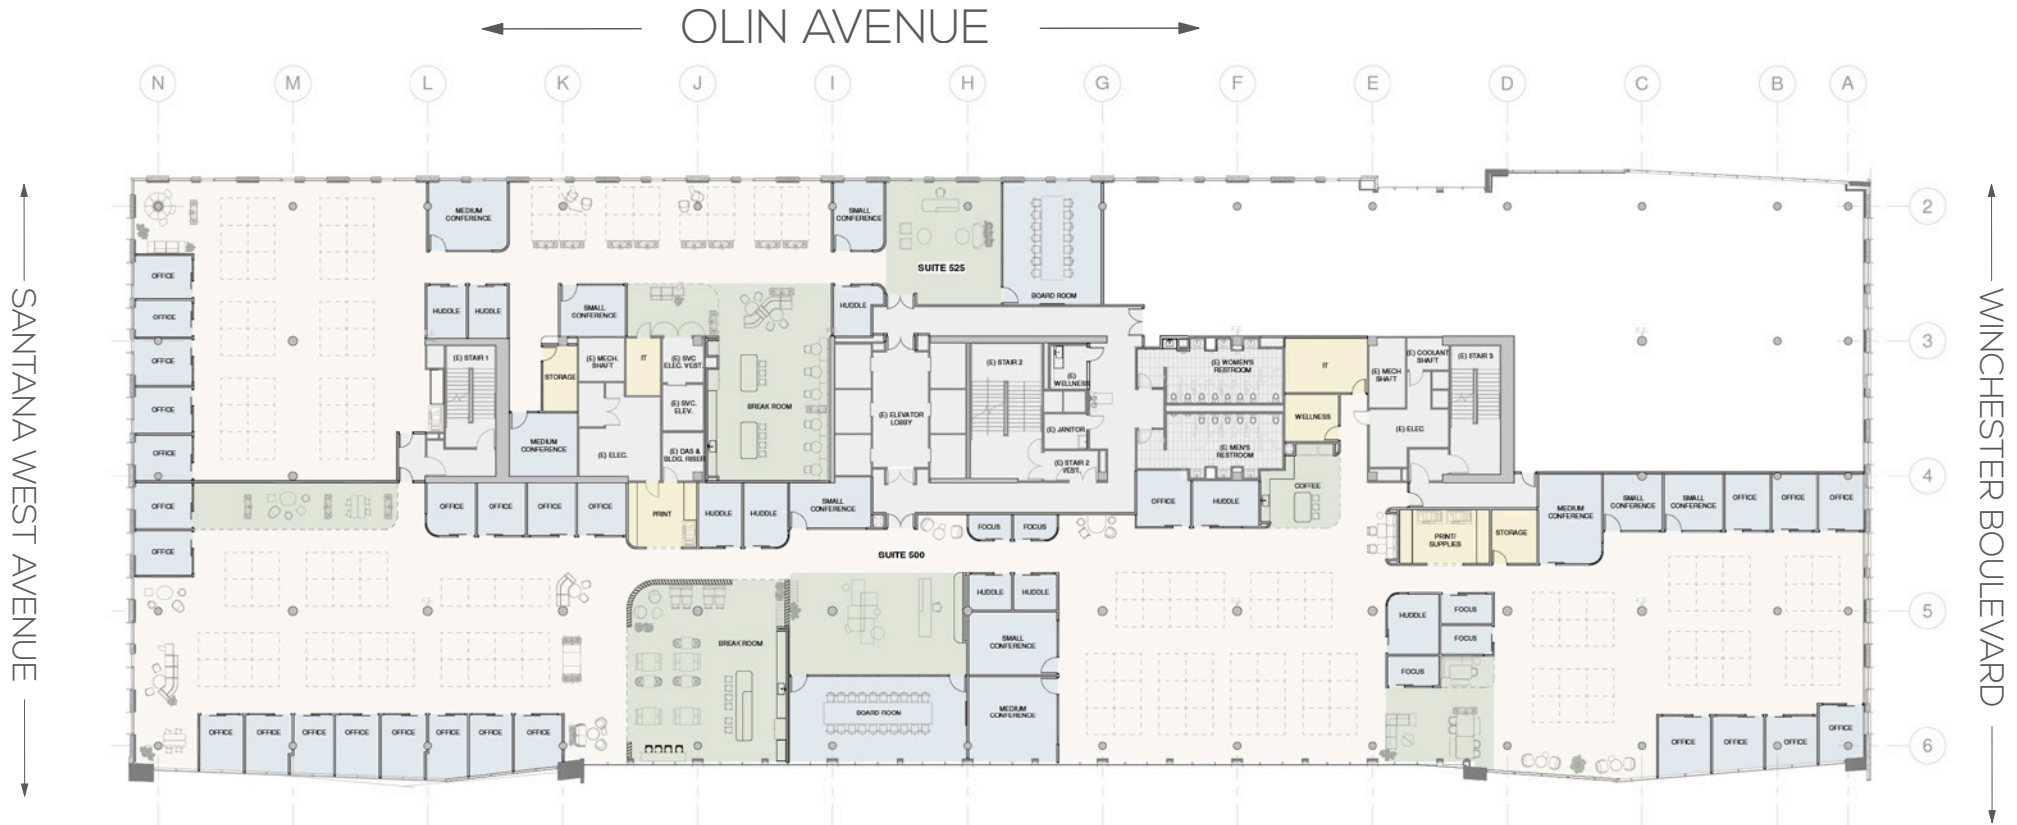 OLIN AVENUE
SANTANA WEST AVENUE
WINCHESTER BOULEVARD
N
M
L
K
J
I
H
G
F
E
D
C
B
A
2
3
4
5
6
MEDIUM
CONFERENCE
SMALL
CONFERENCE
SUITE 525
BOARD ROOM
OFFICE
OFFICE
OFFICE
OFFICE
OFFICE
OFFICE
OFFICE
HUDDLE
HUDDLE
SMALL
CONFERENCE
HUDDLE
(E) STAIR 1
STORAGE
(E) MECH.
SHAFT
IT
(E) SVC
ELEC. VEST.
(E) SVC.
ELEV.
BREAK ROOM
MEDIUM
CONFERENCE
(E) ELEC.
(E) DAS &
BLDG. RISER
(E) ELEVATOR
LOBBY
(E) STAIR 2
(E)
WELLNESS
(E) JANITOR
(E) STAIR 2
VEST.
(E) WOMEN'S
RESTROOM
(E) MEN'S
RESTROOM
IT
WELLNESS
COFFEE
(E) MECH
SHAFT
(E) COOLANT
SHAFT
(E) STAIR 3
(E) ELEC
OFFICE
OFFICE
OFFICE
OFFICE
PRINT
HUDDLE
HUDDLE
SMALL
CONFERENCE
FOCUS
FOCUS
OFFICE
HUDDLE
PRINT/
SUPPLIES
STORAGE
MEDIUM
CONFERENCE
SMALL
CONFERENCE
SMALL
CONFERENCE
OFFICE
OFFICE
OFFICE
SUITE 500
HUDDLE
HUDDLE
SMALL
CONFERENCE
MEDIUM
CONFERENCE
BREAK ROOM
BOARD ROOM
HUDDLE
FOCUS
FOCUS
FOCUS
OFFICE
OFFICE
OFFICE
OFFICE
OFFICE
OFFICE
OFFICE
OFFICE
OFFICE
OFFICE
OFFICE
OFFICE